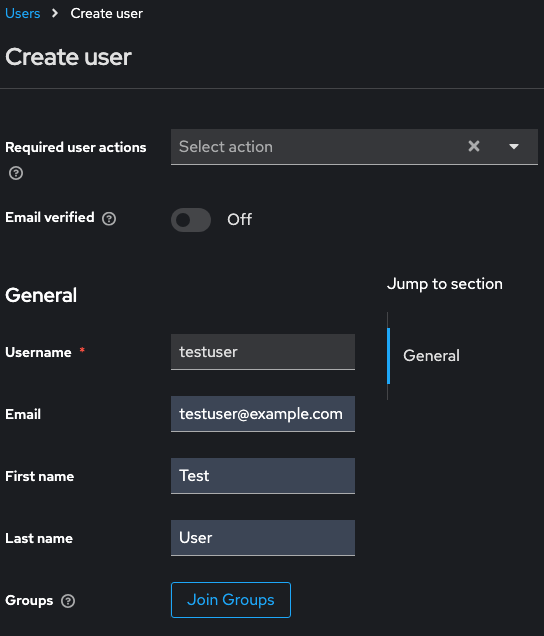 Users > Create user
Create user
Required user actions
Select action
Email verified
Off
General
Jump to section
General
Username *
testuser
Email
testuser@example.com
First name
Test
Last name
User
Groups
Join Groups